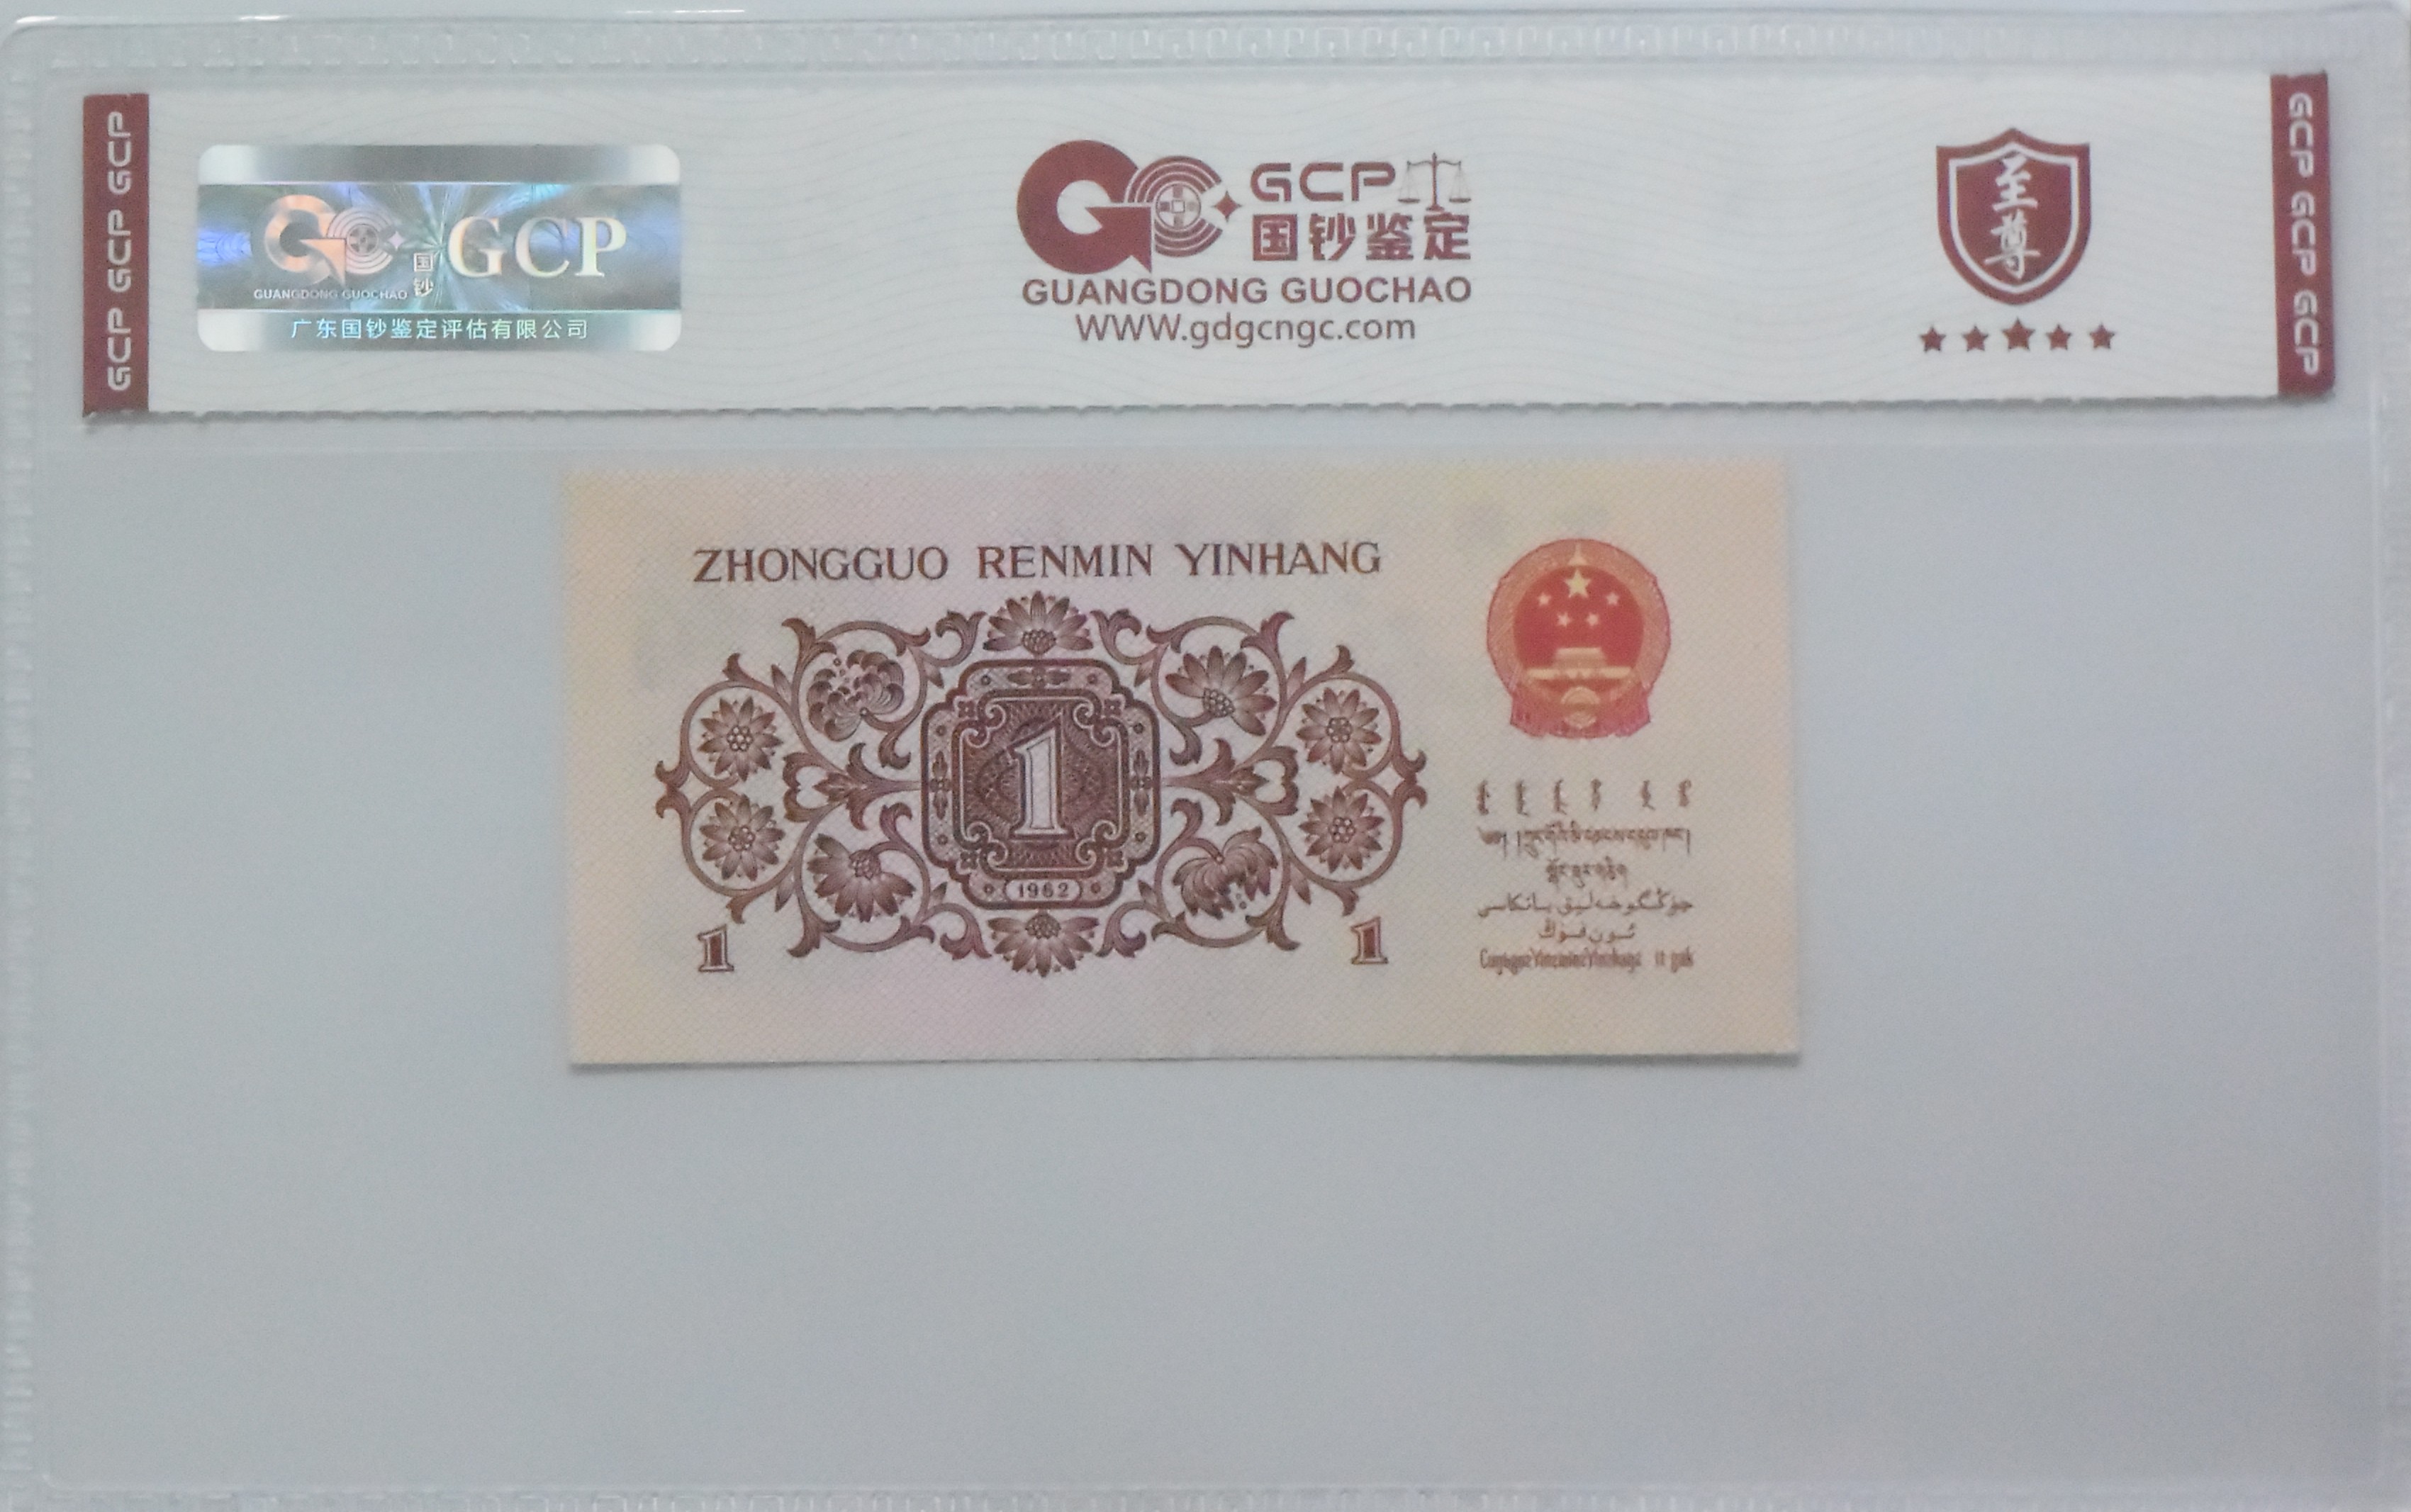 GCP GCP GCP
国钞
GCP
GUANGDONG GUOCHAO
广东国钞鉴定评估有限公司
GCP
国钞鉴定
GUANGDONG GUOCHAO
WWW.gdgcngc.com
至尊
GCP GCP GCP
ZHONGGUO RENMIN YINHANG
1
1962
1
1